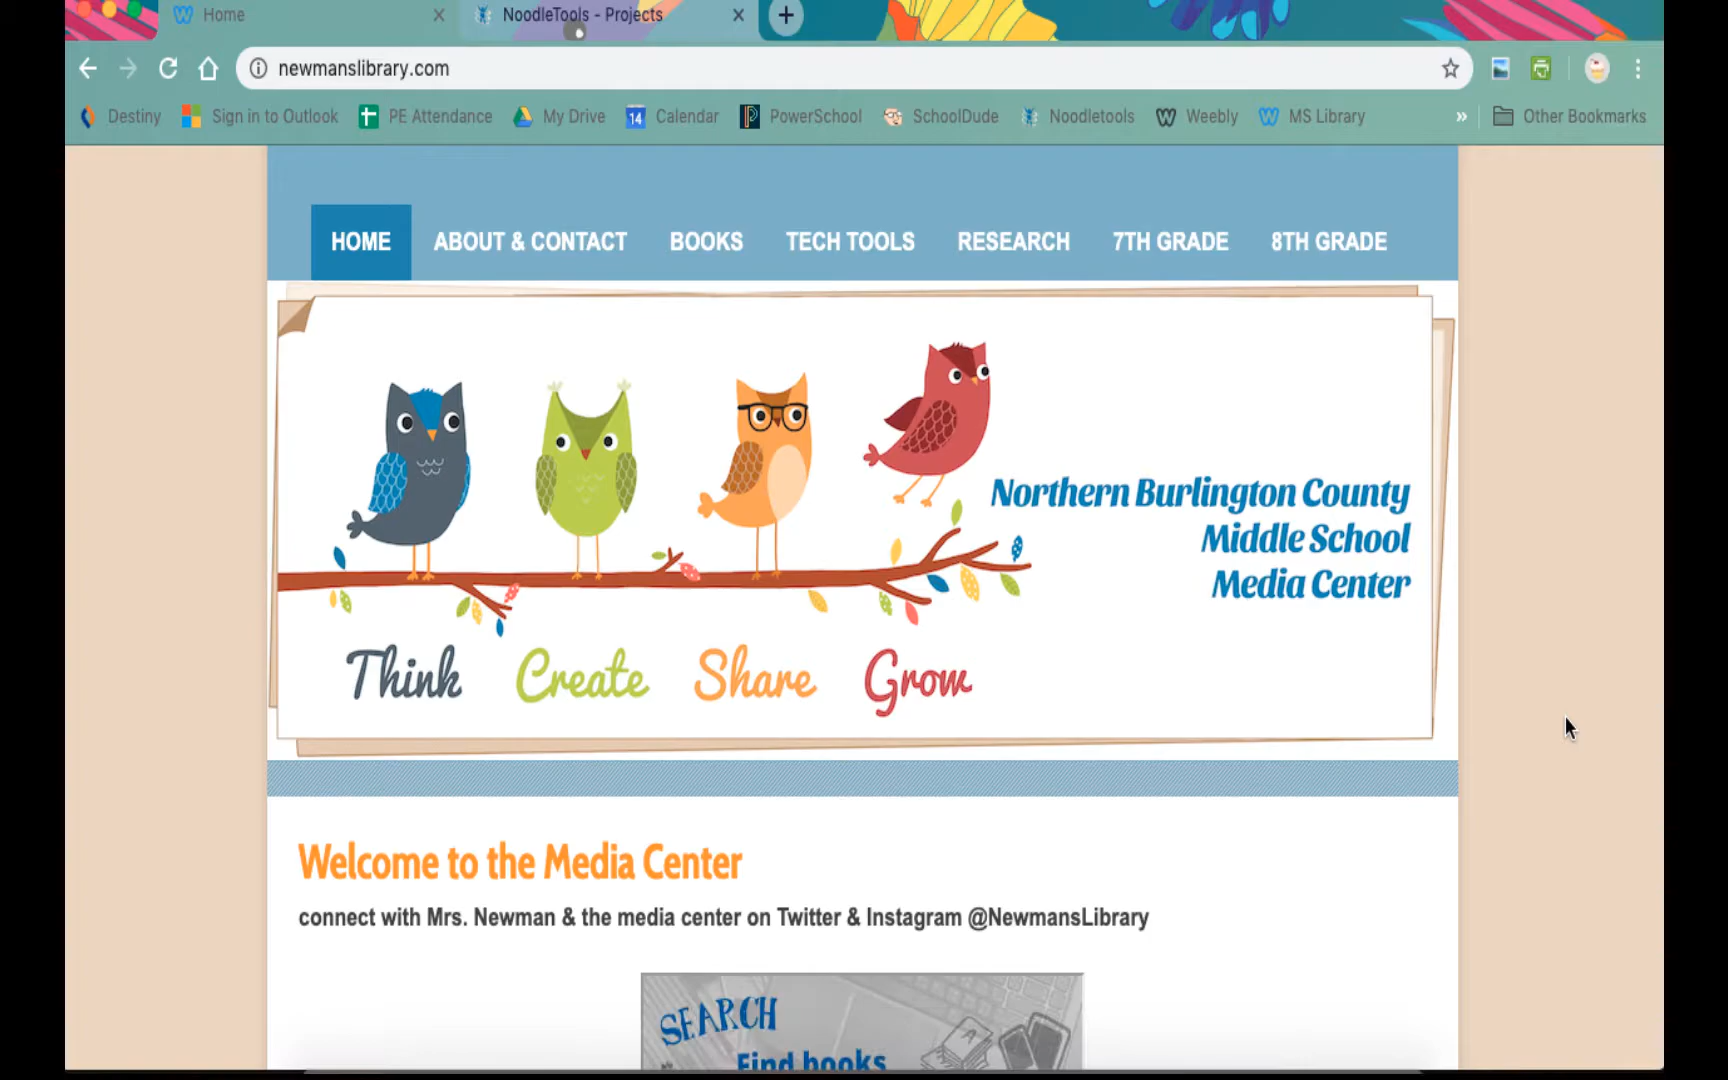 Home
NoodleTools - Projects
newmanslibrary.com
Destiny Sign in to Outlook PE Attendance My Drive 14 Calendar PowerSchool SchoolDude Noodletools Weebly MS Library » Other Bookmarks
HOME ABOUT & CONTACT BOOKS TECH TOOLS RESEARCH 7TH GRADE 8TH GRADE
Northern Burlington County
Middle School
Media Center
Think Create Share Grow
Welcome to the Media Center
connect with Mrs. Newman & the media center on Twitter & Instagram @NewmansLibrary
SEARCH
Find books